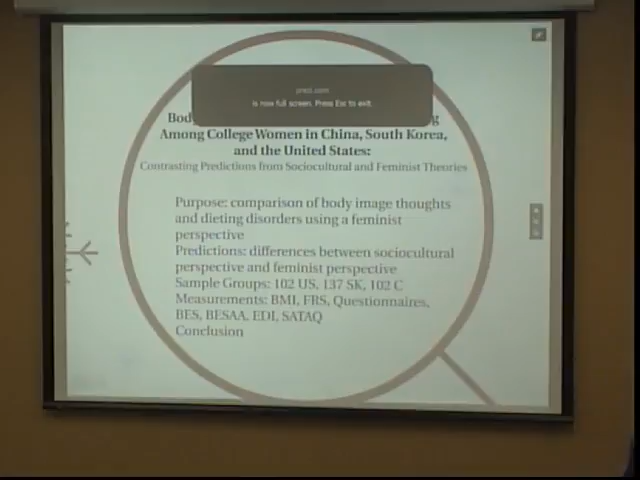 prezi.com
is now full screen. Press Esc to exit.
Bod
g
Among College Women in China, South Korea,
and the United States:
Contrasting Predictions from Sociocultural and Feminist Theories
Purpose: comparison of body image thoughts
and dieting disorders using a feminist
perspective
Predictions: differences between sociocultural
perspective and feminist perspective
Sample Groups: 102 US, 137 SK, 102 C
Measurements: BMI, FRS, Questionnaires,
BES, BESAA, EDI, SATAQ
Conclusion